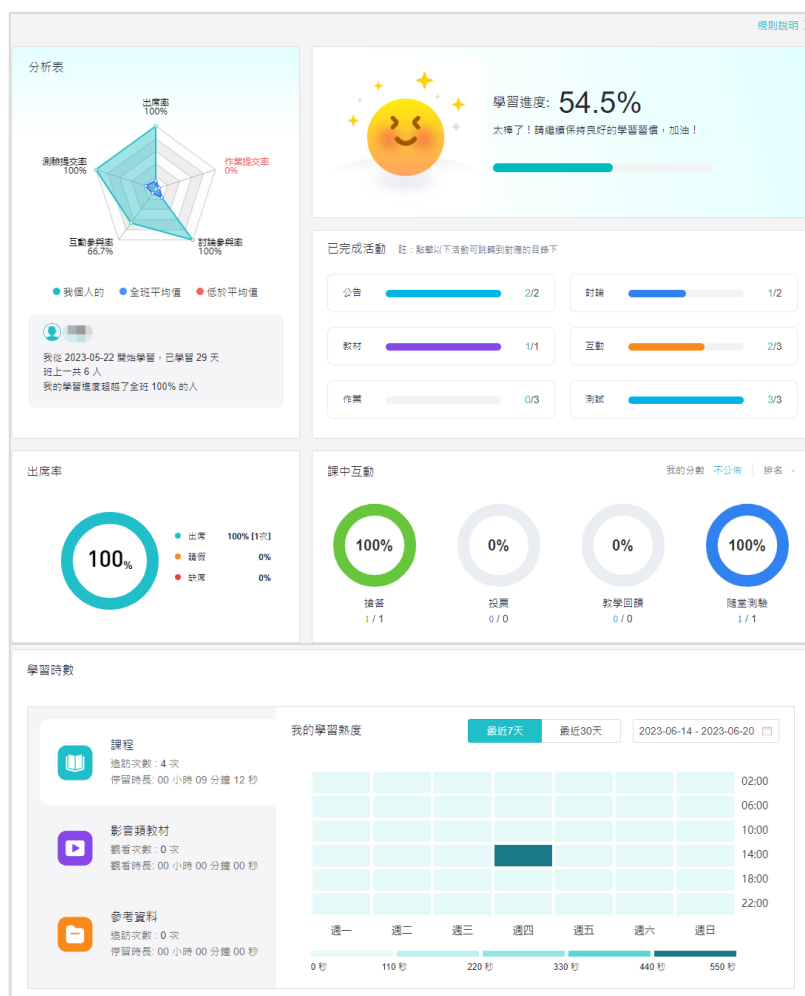 規則說明
分析表
出席率
100%
測驗提交率
100%
作業提交率
0%
互動參與率
66.7%
討論參與率
100%
我個人的 全班平均值 低於平均值
我從 2023-05-22 開始學習，已學習 29 天
班上一共 6 人
我的學習進度超越了全班 100% 的人
學習進度: 54.5%
太棒了！請繼續保持良好的學習習慣，加油！
已完成活動 註：點擊以下活動可跳轉到對應的目錄下
公告 2/2
討論 1/2
教材 1/1
互動 2/3
作業 0/3
測試 3/3
出席率
100%
出席 100% [1次]
請假 0%
缺席 0%
課中互動 我的分數 不公佈 排名 -
100% 0% 0% 100%
搶答 投票 教學回饋 隨堂測驗
1 / 1 0 / 0 0 / 0 1 / 1
學習時數
課程
造訪次數 : 4 次
停留時長: 00 小時 09 分鐘 12 秒
影音類教材
觀看次數 : 0 次
觀看時長: 00 小時 00 分鐘 00 秒
參考資料
造訪次數 : 0 次
停留時長: 00 小時 00 分鐘 00 秒
我的學習熱度 最近7天 最近30天 2023-06-14 - 2023-06-20
02:00
06:00
10:00
14:00
18:00
22:00
週一 週二 週三 週四 週五 週六 週日
0 秒 110 秒 220 秒 330 秒 440 秒 550 秒